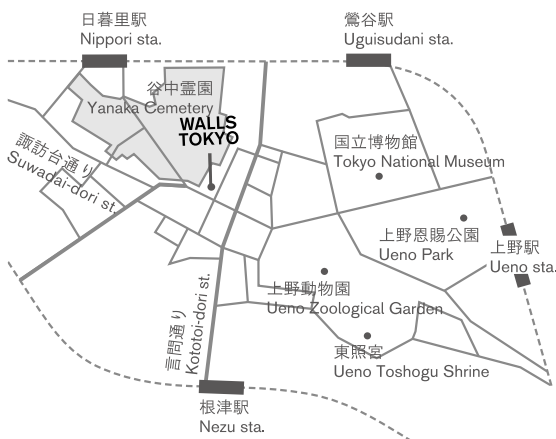 日暮里駅
Nippori sta.
鶯谷駅
Uguisudani sta.
谷中霊園
Yanaka Cemetery
WALLS
TOKYO
諏訪台通り
Suwadai-dori st.
国立博物館
Tokyo National Museum
上野恩賜公園
Ueno Park
上野駅
Ueno sta.
上野動物園
Ueno Zoological Garden
言問通り
Kototoi-dori st.
東照宮
Ueno Toshogu Shrine
根津駅
Nezu sta.